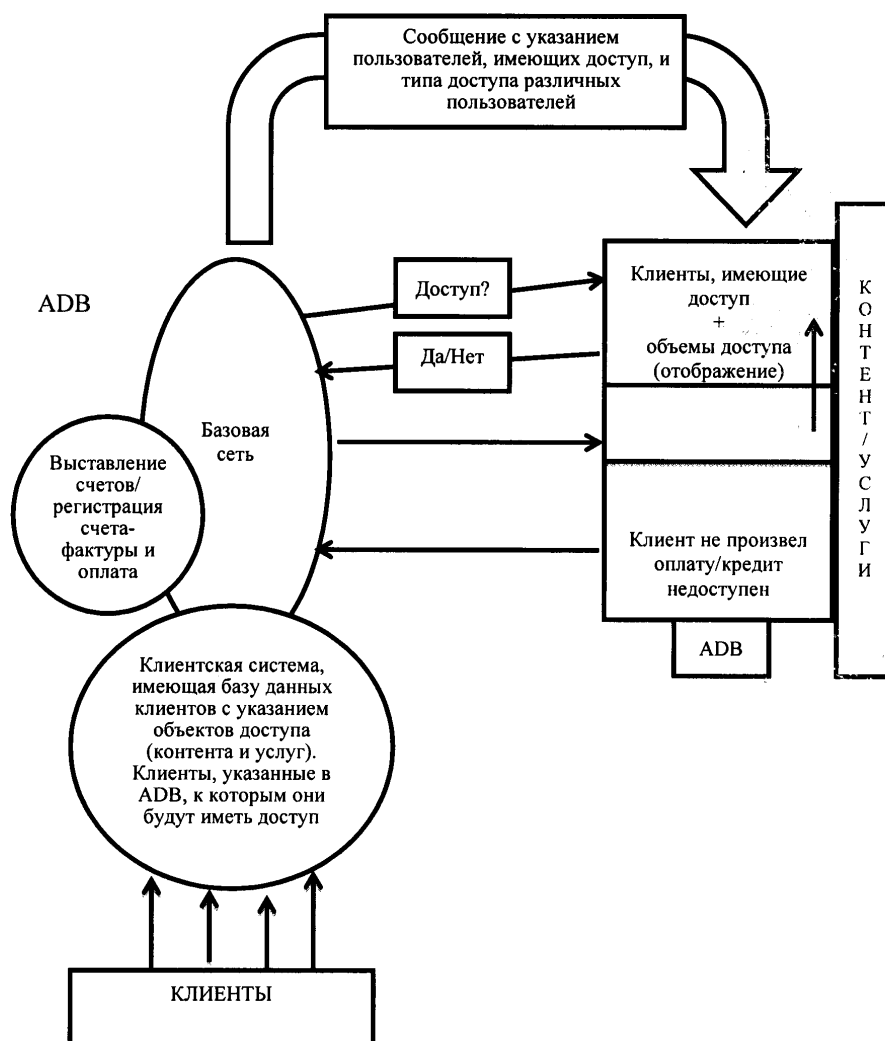 Сообщение с указанием
пользователей, имеющих доступ, и
типа доступа различных
пользователей
ADB
Доступ?
Да/Нет
Клиенты, имеющие
доступ
+
объемы доступа
(отображение)
КОНТЕНТ/УСЛУГИ
Базовая
сеть
Выставление
счетов/
регистрация
счета-
фактуры и
оплата
Клиент не произвел
оплату/кредит
недоступен
ADB
Клиентская система,
имеющая базу данных
клиентов с указанием
объектов доступа
(контента и услуг).
Клиенты, указанные в
ADB, к которым они
будут иметь доступ
КЛИЕНТЫ